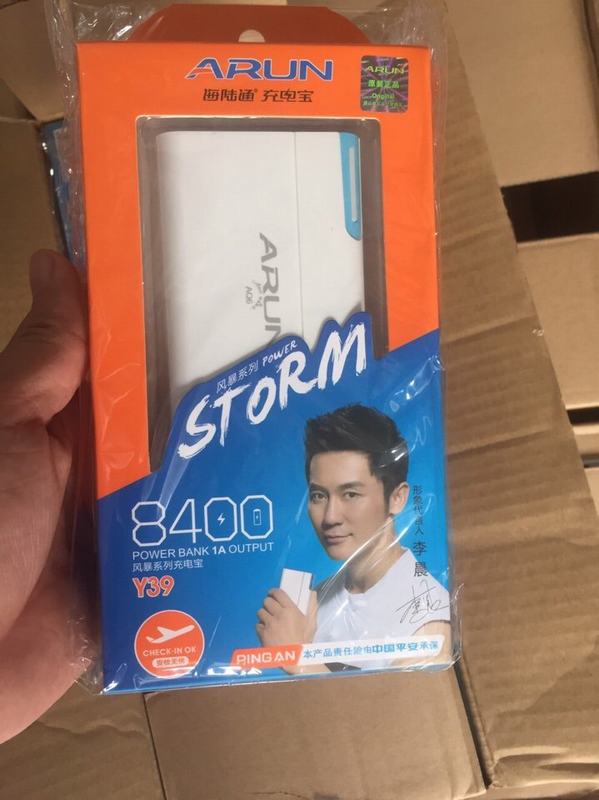 ARUN
海陆通® 充电宝
ARUN
原装正品
Original
ARUN
风暴系列 POWER
STORM
8400
POWER BANK 1A OUTPUT
风暴系列充电宝
Y39
形象代言人 李晨
CHECK-IN OK
安检无忧
PING AN 本产品责任险由中国平安承保